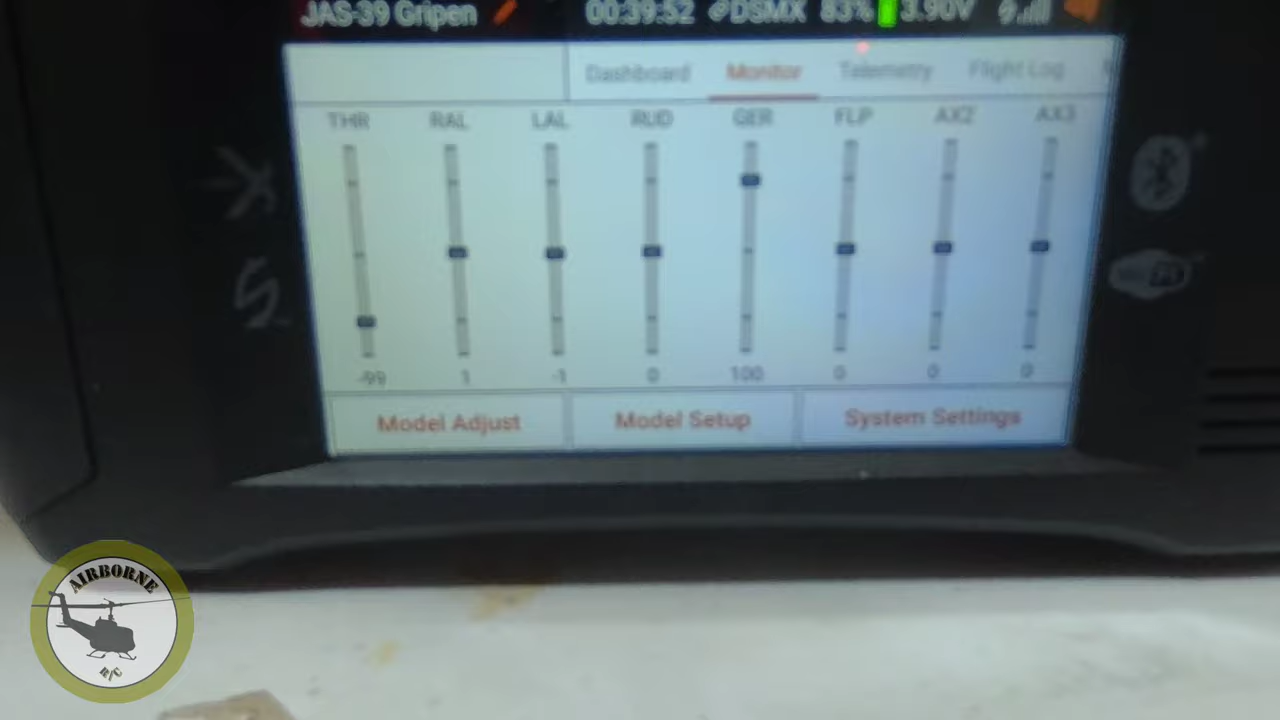 JAS-39 Gripen 00:39:52 DSMX 83% 3.90V
Dashboard Monitor Telemetry Flight Log
THR RAL LAL RUD GER FLP AX2 AX3
-99 1 -1 0 100 0 0 0
Model Adjust Model Setup System Settings
AIRBORNE
R/C